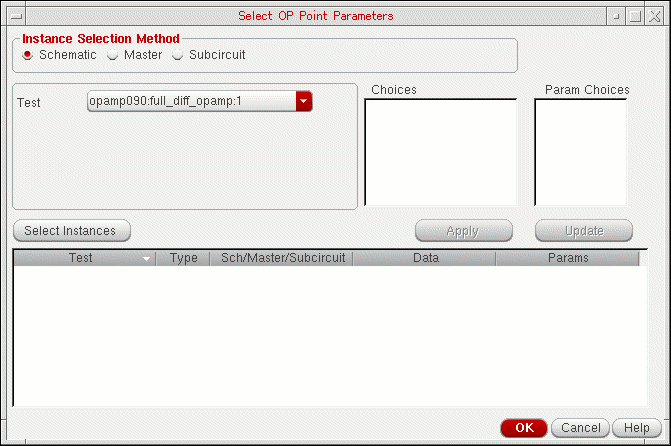 Select OP Point Parameters
Instance Selection Method
Schematic Master Subcircuit
Test opamp090:full_diff_opamp:1
Choices
Param Choices
Select Instances
Apply
Update
Test Type Sch/Master/Subcircuit Data Params
OK Cancel Help